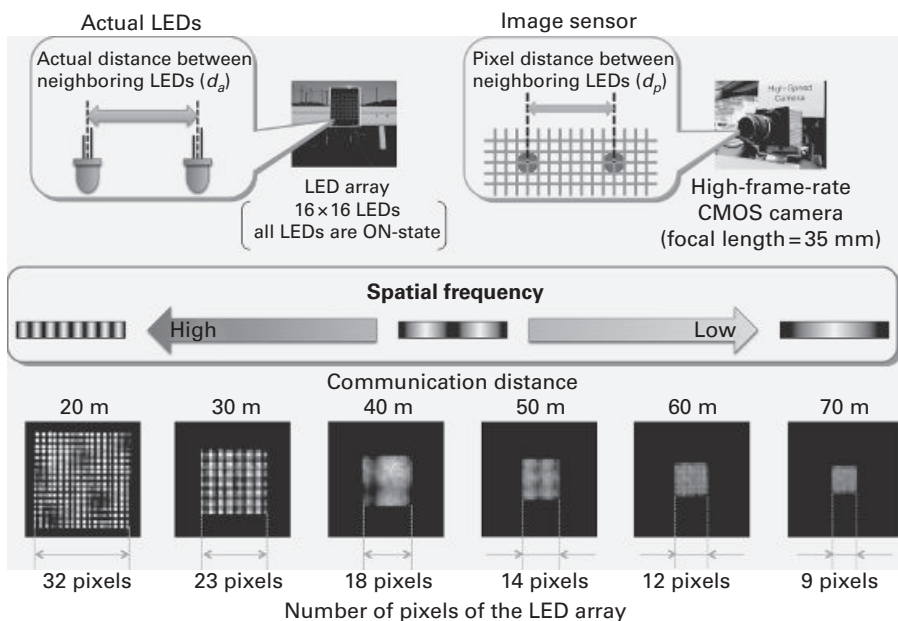 Actual LEDs
Actual distance between
neighboring LEDs (dₐ)
LED array
16 × 16 LEDs
all LEDs are ON-state
Image sensor
Pixel distance between
neighboring LEDs (dₚ)
High-Speed
Camera
High-frame-rate
CMOS camera
(focal length = 35 mm)
Spatial frequency
High
Low
Communication distance
20 m 30 m 40 m 50 m 60 m 70 m
32 pixels 23 pixels 18 pixels 14 pixels 12 pixels 9 pixels
Number of pixels of the LED array